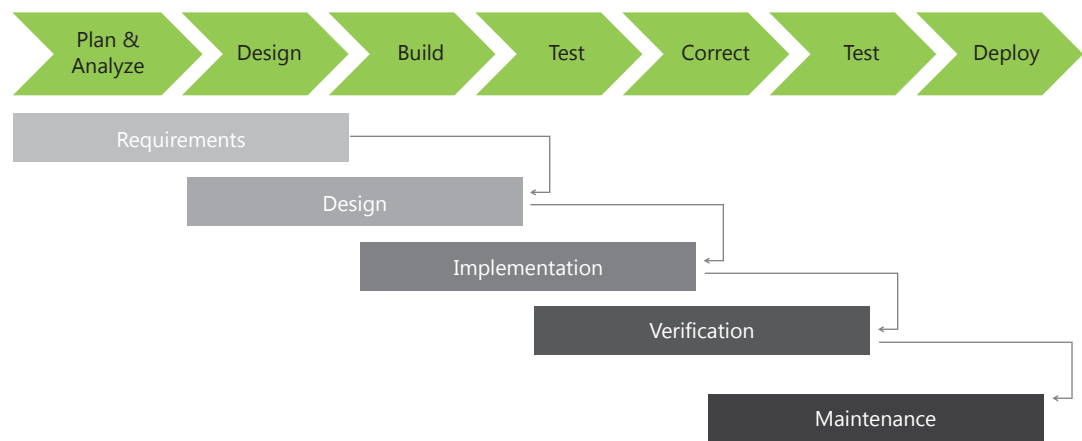 Plan &
Analyze
Design
Build
Test
Correct
Test
Deploy
Requirements
Design
Implementation
Verification
Maintenance